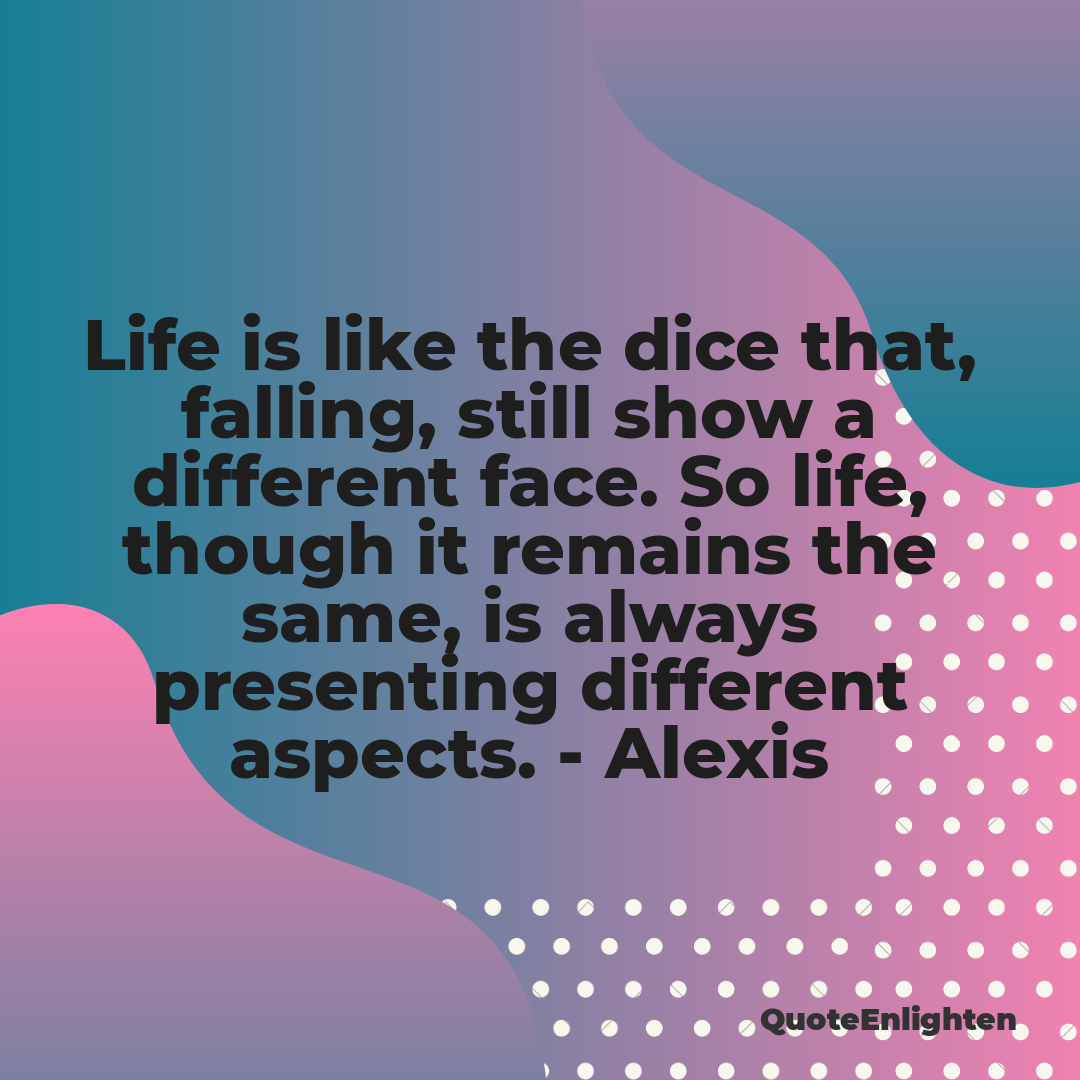 Life is like the dice that,
falling, still show a
different face. So life,
though it remains the
same, is always
presenting different
aspects. - Alexis
QuoteEnlighten